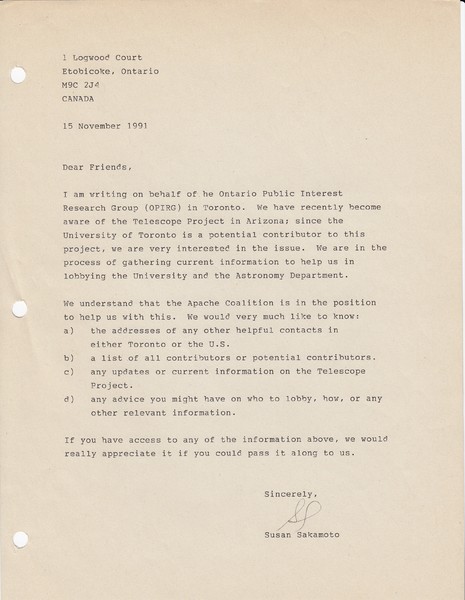 1 Logwood Court
Etobicoke, Ontario
M9C 2J4
CANADA
15 November 1991
Dear Friends,
I am writing on behalf of he Ontario Public Interest
Research Group (OPIRG) in Toronto. We have recently become
aware of the Telescope Project in Arizona; since the
University of Toronto is a potential contributor to this
project, we are very interested in the issue. We are in the
process of gathering current information to help us in
lobbying the University and the Astronomy Department.
We understand that the Apache Coalition is in the position
to help us with this. We would very much like to know:
a) the addresses of any other helpful contacts in
either Toronto or the U.S.
b) a list of all contributors or potential contributors.
c) any updates or current information on the Telescope
Project.
d) any advice you might have on who to lobby, how, or any
other relevant information.
If you have access to any of the information above, we would
really appreciate it if you could pass it along to us.
Sincerely,
Susan Sakamoto